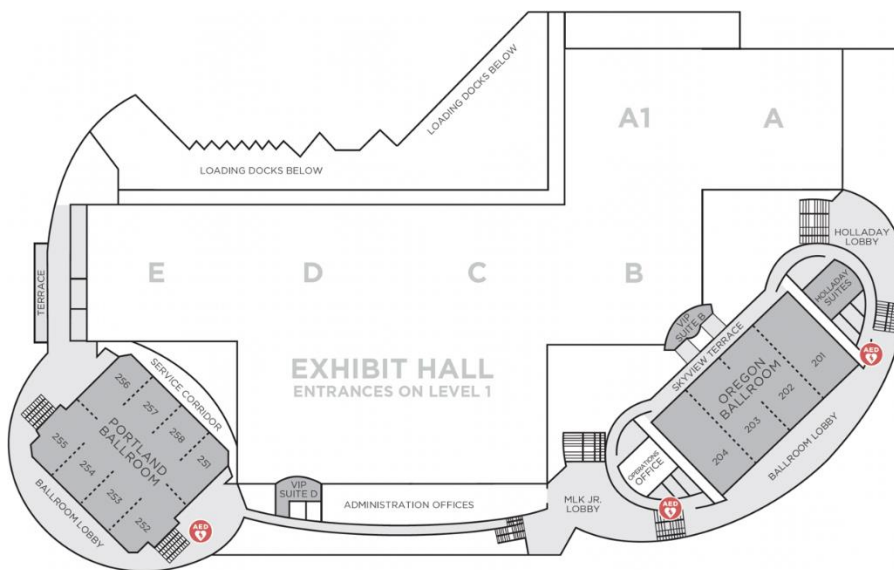 LOADING DOCKS BELOW
LOADING DOCKS BELOW
A1
A
HOLLADAY
LOBBY
TERRACE
E
D
C
B
HOLLADAY
SUITES
VIP
SUITE B
SKYVIEW TERRACE
EXHIBIT HALL
ENTRANCES ON LEVEL 1
AED
SERVICE CORRIDOR
256
257
258
251
PORTLAND
BALLROOM
255
254
253
252
BALLROOM LOBBY
AED
OREGON
BALLROOM
201
202
203
204
BALLROOM LOBBY
OPERATIONS
OFFICE
VIP
SUITE D
ADMINISTRATION OFFICES
MLK JR.
LOBBY
AED